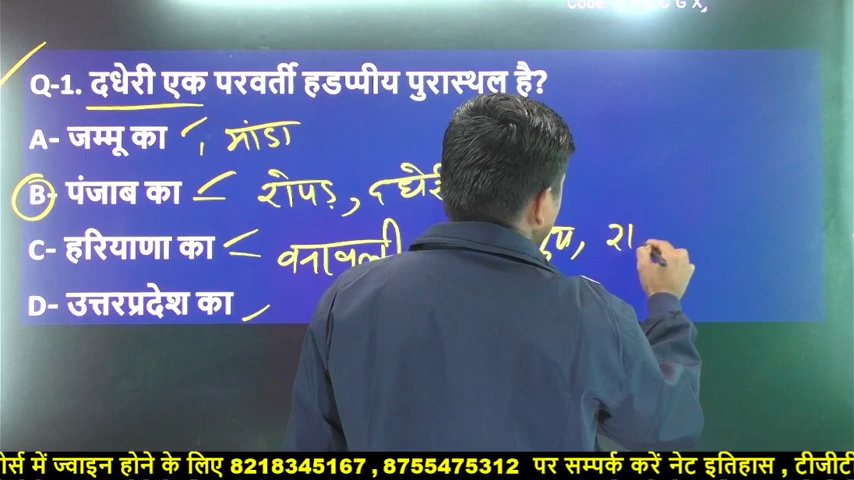 Q-1. दधेरी एक परवर्ती हडप्पीय पुरास्थल है?
A- जम्मू का मांडा
B- पंजाब का रोपड़, दधेरी
C- हरियाणा का वनावली
D- उत्तरप्रदेश का
र्स में ज्वाइन होने के लिए 8218345167 , 8755475312 पर सम्पर्क करें नेट इतिहास , टीजीटी